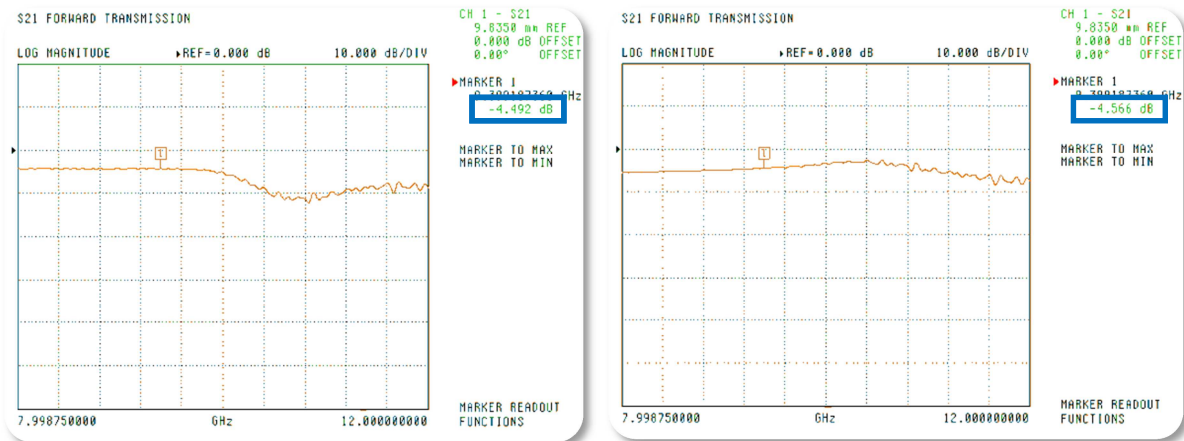 S21 FORWARD TRANSMISSION
CH 1 - S21
9.8350 mm REF
0.000 dB OFFSET
0.00° OFFSET
LOG MAGNITUDE ▸REF=0.000 dB 10.000 dB/DIV
▶MARKER 1
GHz
-4.492 dB
MARKER TO MAX
MARKER TO MIN
1
7.998750000 GHz 12.000000000
MARKER READOUT
FUNCTIONS
S21 FORWARD TRANSMISSION
CH 1 - S21
9.8350 mm REF
0.000 dB OFFSET
0.00° OFFSET
LOG MAGNITUDE ▸REF=0.000 dB 10.000 dB/DIV
▶MARKER 1
GHz
-4.566 dB
MARKER TO MAX
MARKER TO MIN
1
7.998750000 GHz 12.000000000
MARKER READOUT
FUNCTIONS